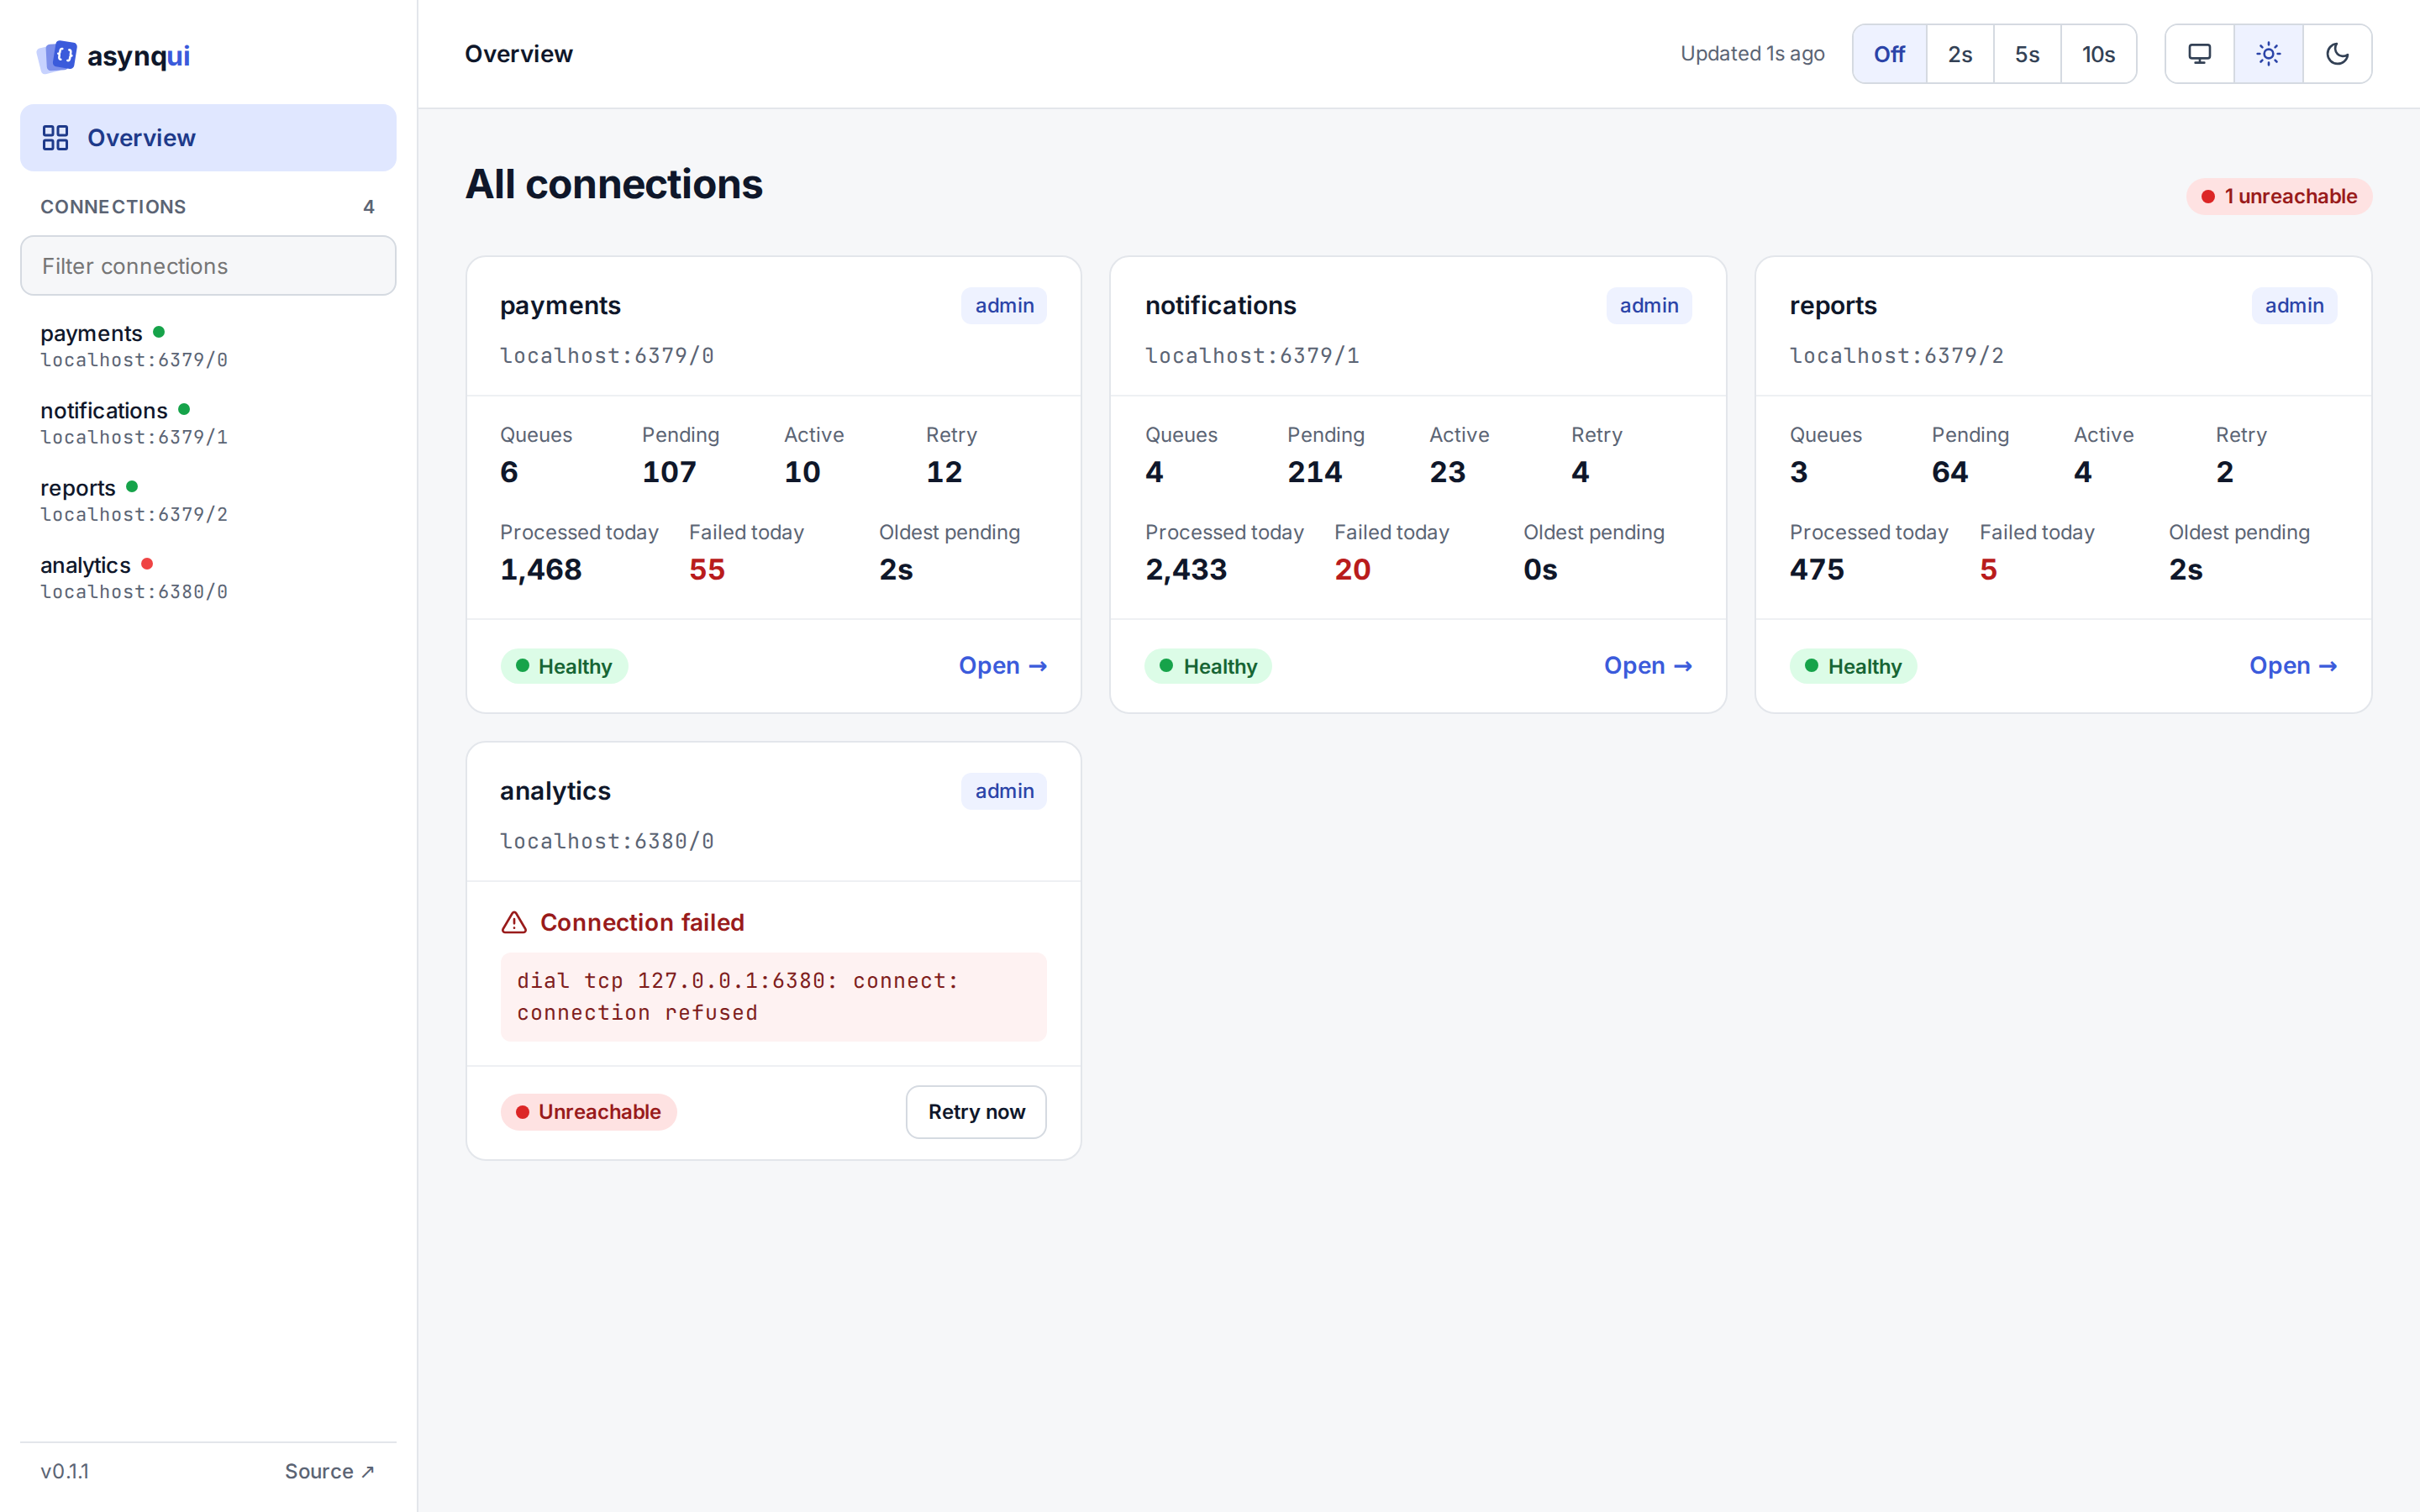 asynqui
Overview
CONNECTIONS 4
Filter connections
payments
localhost:6379/0
notifications
localhost:6379/1
reports
localhost:6379/2
analytics
localhost:6380/0
v0.1.1 Source ↗
Overview Updated 1s ago Off 2s 5s 10s
All connections
1 unreachable
payments admin
localhost:6379/0
Queues Pending Active Retry
6 107 10 12
Processed today Failed today Oldest pending
1,468 55 2s
Healthy Open →
notifications admin
localhost:6379/1
Queues Pending Active Retry
4 214 23 4
Processed today Failed today Oldest pending
2,433 20 0s
Healthy Open →
reports admin
localhost:6379/2
Queues Pending Active Retry
3 64 4 2
Processed today Failed today Oldest pending
475 5 2s
Healthy Open →
analytics admin
localhost:6380/0
Connection failed
dial tcp 127.0.0.1:6380: connect:
connection refused
Unreachable Retry now